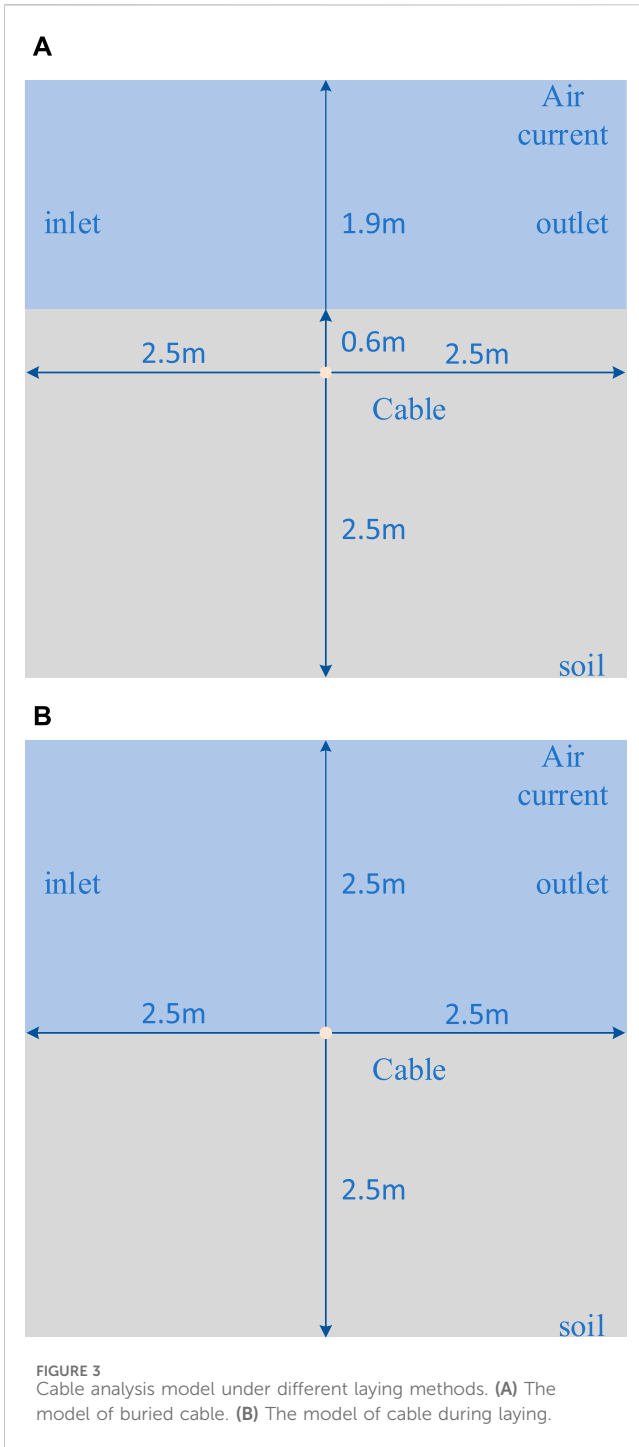 A
Air
current
inlet
1.9m
outlet
0.6m
2.5m
2.5m
Cable
2.5m
soil
B
Air
current
inlet
2.5m
outlet
2.5m
2.5m
Cable
2.5m
soil
FIGURE 3
Cable analysis model under different laying methods. (A) The
model of buried cable. (B) The model of cable during laying.